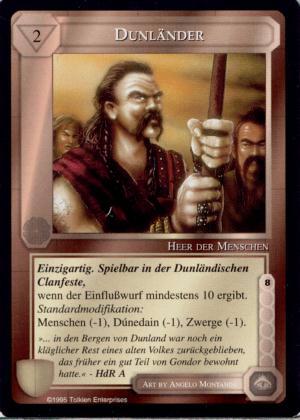 2
DUNLÄNDER
HEER DER MENSCHEN
Einzigartig. Spielbar in der Dunländischen
Clanfeste,
wenn der Einflußwurf mindestens 10 ergibt.
Standardmodifikation:
Menschen (-1), Dúnedain (-1), Zwerge (-1).
»... in den Bergen von Dunland war noch ein
kläglicher Rest eines alten Volkes zurückgeblieben,
das früher ein gut Teil von Gondor bewohnt
hatte.« - HdR A
8
ART BY ANGELO MONTANINI
©1995 Tolkien Enterprises